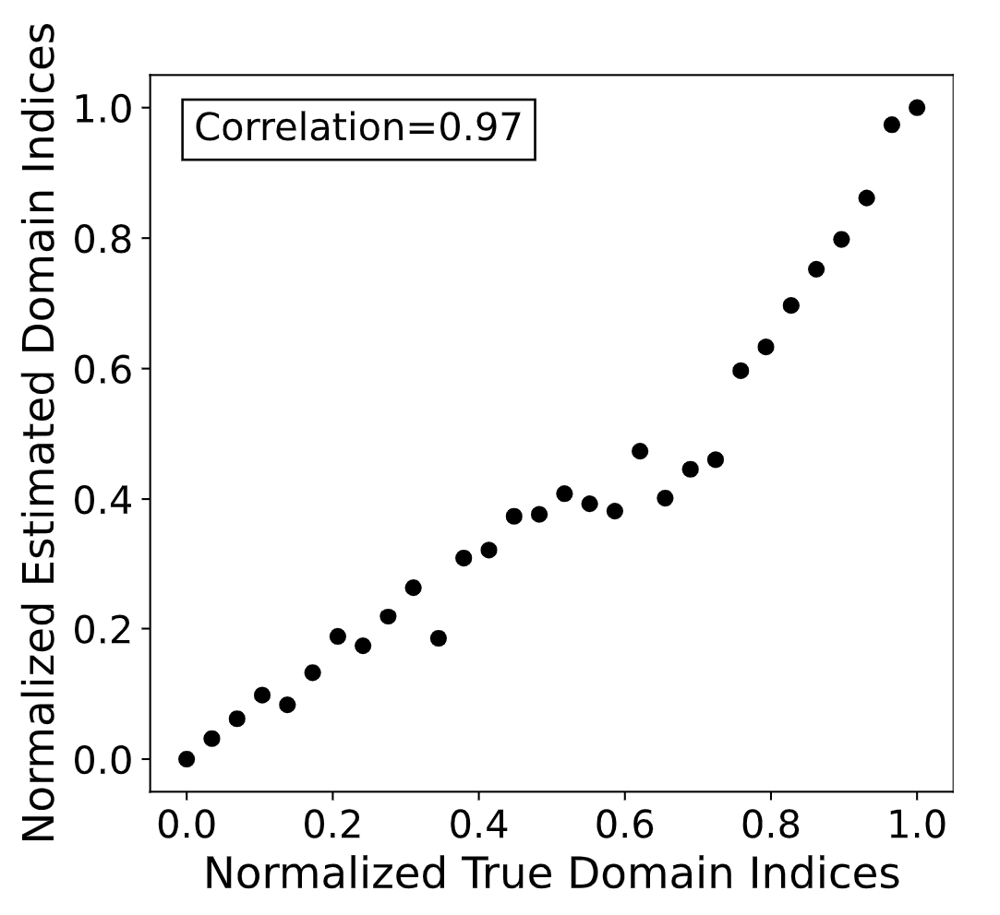 Normalized Estimated Domain Indices
1.0
0.8
0.6
0.4
0.2
0.0
Correlation=0.97
0.0 0.2 0.4 0.6 0.8 1.0
Normalized True Domain Indices